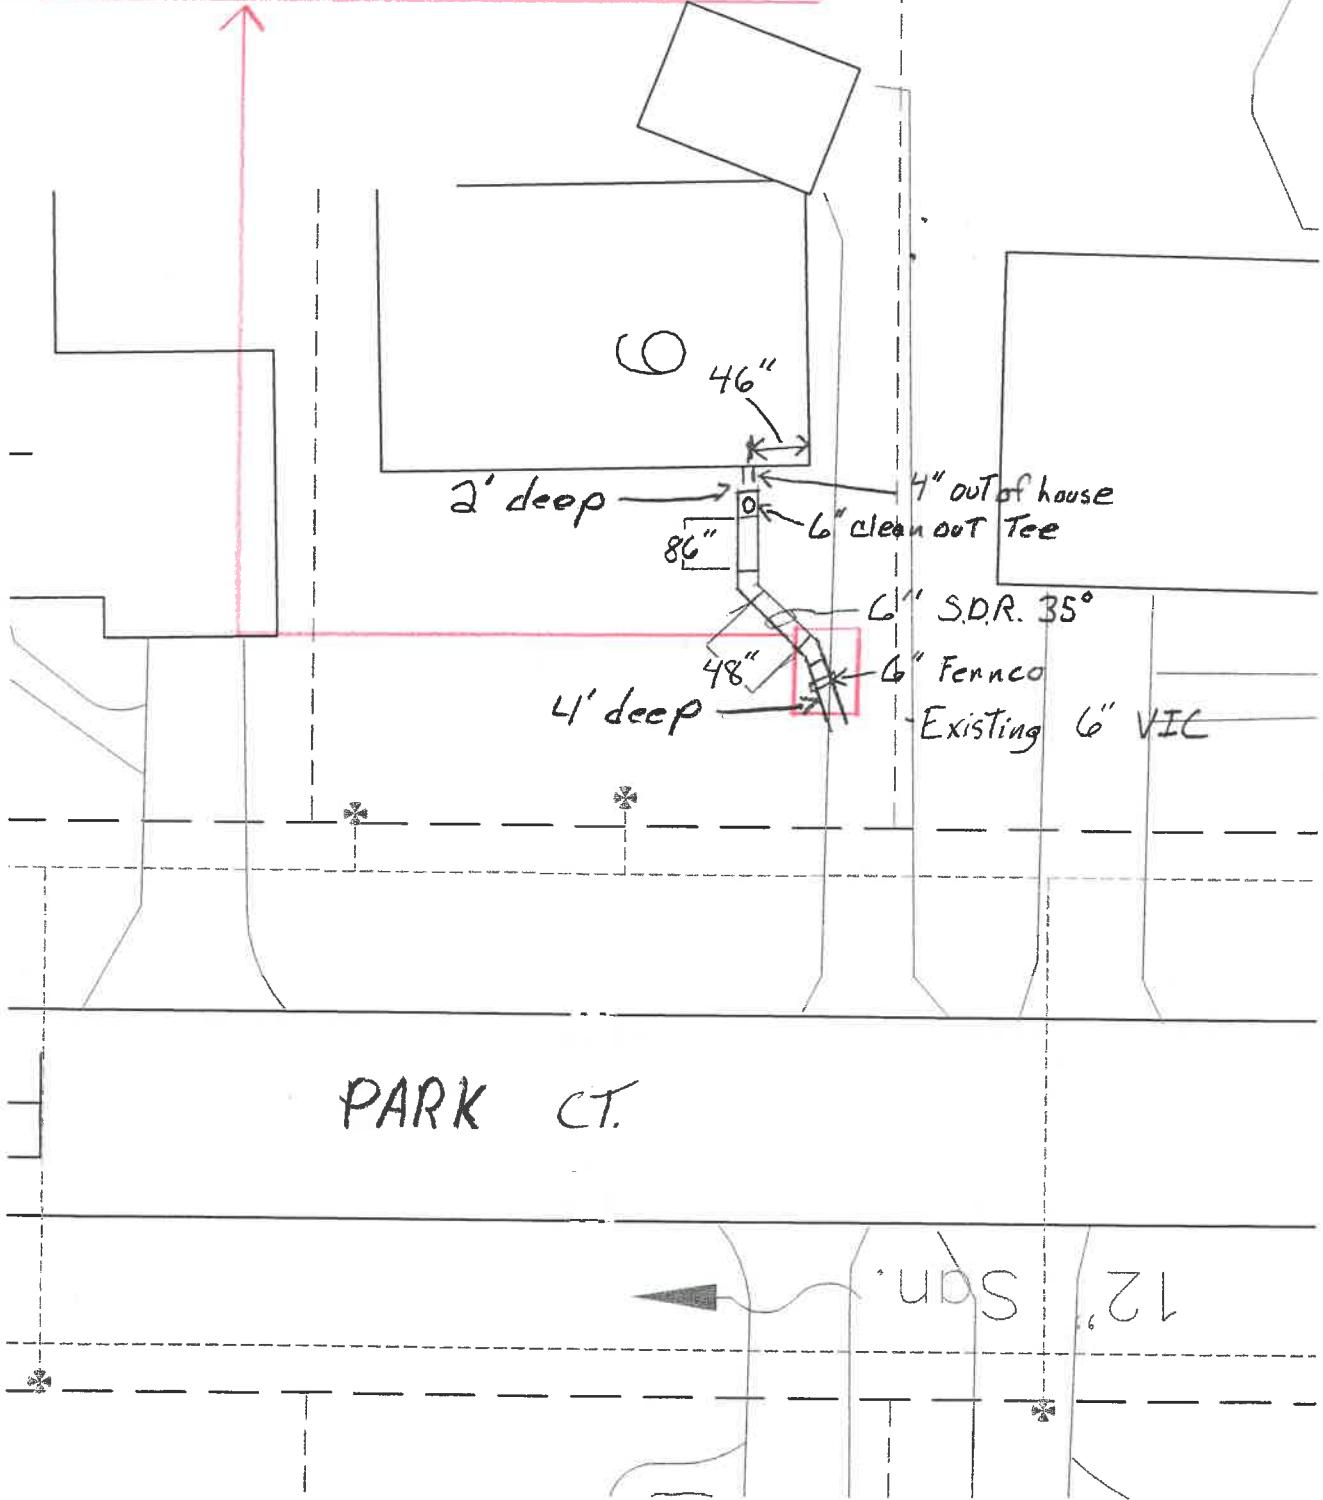 6
46"
2' deep
4" out of house
6" clean out Tee
86"
6" S.D.R. 35°
48"
6" Fernco
4' deep
Existing 6" VIC
PARK CT.
12" San.